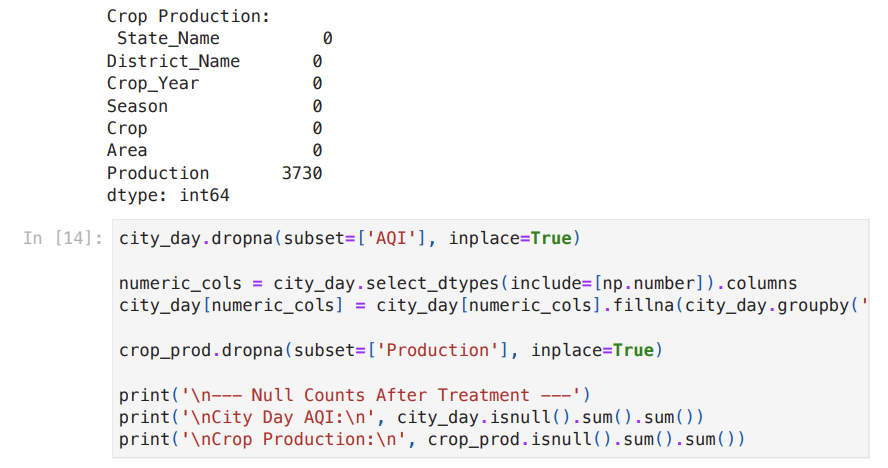 Crop Production:
 State_Name          0
District_Name       0
Crop_Year           0
Season              0
Crop                0
Area                0
Production       3730
dtype: int64
In [14]: city_day.dropna(subset=['AQI'], inplace=True)
numeric_cols = city_day.select_dtypes(include=[np.number]).columns
city_day[numeric_cols] = city_day[numeric_cols].fillna(city_day.groupby('
crop_prod.dropna(subset=['Production'], inplace=True)
print('\n--- Null Counts After Treatment ---')
print('\nCity Day AQI:\n', city_day.isnull().sum().sum())
print('\nCrop Production:\n', crop_prod.isnull().sum().sum())